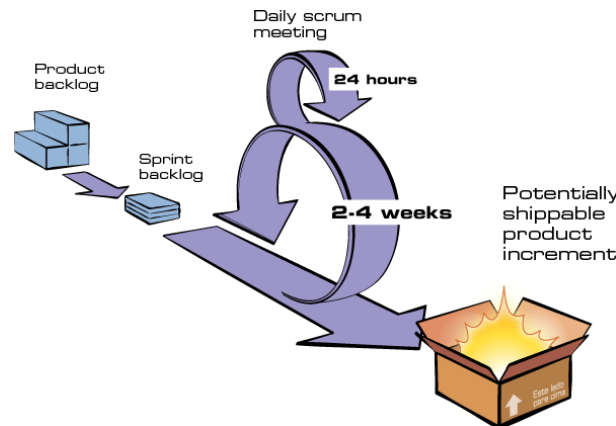 Daily scrum
meeting
24 hours
Product
backlog
Sprint
backlog
2-4 weeks
Potentially
shippable
product
increment
Este lado
para cima